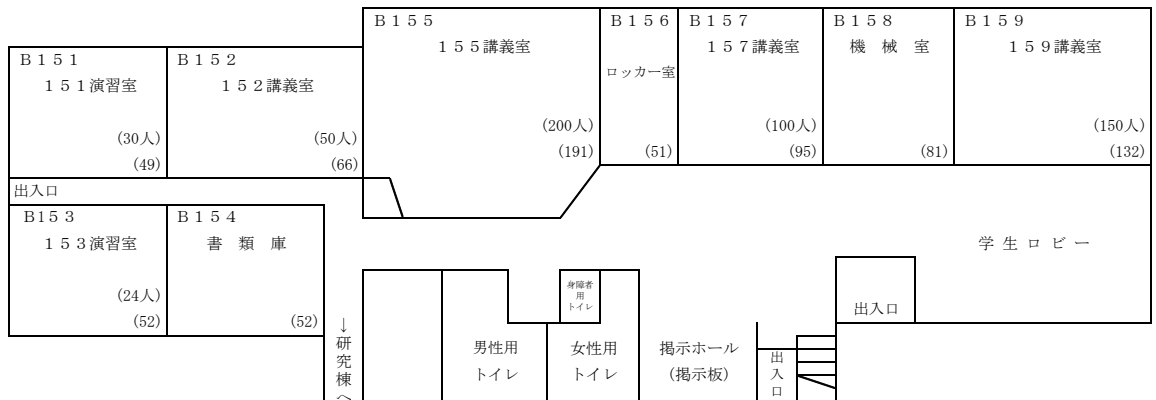 Ｂ１５１
１５１演習室
(30人)
(49)
Ｂ１５２
１５２講義室
(50人)
(66)
Ｂ１５５
１５５講義室
(200人)
(191)
Ｂ１５６
ロッカー室
(51)
Ｂ１５７
１５７講義室
(100人)
(95)
Ｂ１５８
機　械　室
(81)
Ｂ１５９
１５９講義室
(150人)
(132)
出入口
Ｂ1５３
１５３演習室
(24人)
(52)
Ｂ１５４
書　類　庫
(52)
学 生 ロ ビ ー
出入口
身障者
用
トイレ
↓研究棟へ
男性用
トイレ
女性用
トイレ
掲示ホール
(掲示板)
出入口